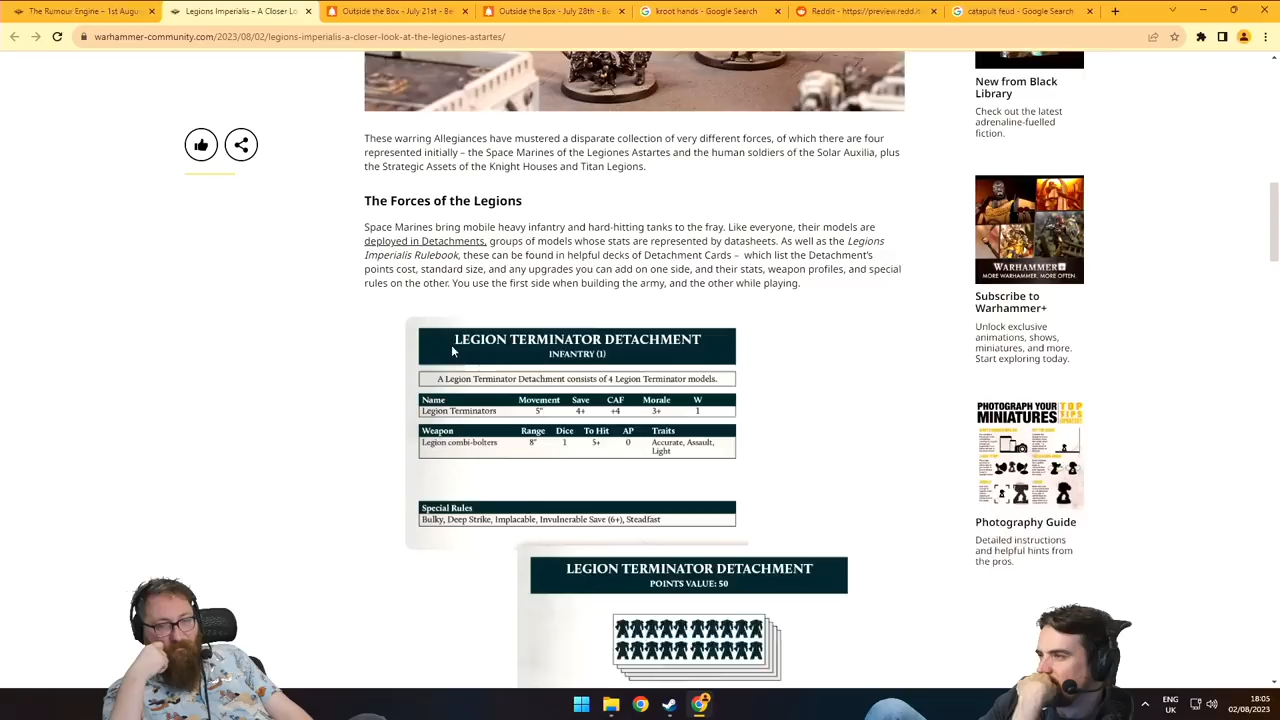 The Rumour Engine – 1st Augus
Legions Imperialis – A Closer Lo
Outside the Box - July 21st - 8
Outside the Box - July 28th - B
kroot hands - Google Search
Reddit - https://preview.redd.it
catapult - Google Search
warhammer-community.com/2023/08/02/legions-imperialis-a-closer-look-at-the-legiones-astartes/
These warring Allegiances have mustered a disparate collection of very different forces, of which there are four
represented initially – the Space Marines of the Legiones Astartes and the human soldiers of the Solar Auxilia, plus
the Strategic Assets of the Knight Houses and Titan Legions.
The Forces of the Legions
Space Marines bring mobile heavy infantry and hard-hitting tanks to the fray. Like everyone, their models are
deployed in Detachments, groups of models whose stats are represented by datasheets. As well as the Legions
Imperialis Rulebook, these can be found in helpful decks of Detachment Cards – which list the Detachment's
points cost, standard size, and any upgrades you can add on one side, and their stats, weapon profiles, and special
rules on the other. You use the first side when building the army, and the other while playing.
LEGION TERMINATOR DETACHMENT
INFANTRY (1)
A Legion Terminator Detachment consists of 4 Legion Terminator models.
Name Movement Save CAF Morale W
Legion Terminators 5" 4+ +4 3+ 1
Weapon Range Dice To Hit AP Traits
Legion combi-bolters 8" 1 5+ 0 Accurate, Assault,
Light
Special Rules
Bulky, Deep Strike, Implacable, Invulnerable Save (6+), Steadfast
LEGION TERMINATOR DETACHMENT
POINTS VALUE: 50
New from Black
Library
Check out the latest
adrenaline-fuelled
fiction.
WARHAMMER+
MORE WARHAMMER. MORE OFTEN.
Subscribe to
Warhammer+
Unlock exclusive
animations, shows,
miniatures, and more.
Start exploring today.
PHOTOGRAPH YOUR
MINIATURES
TOP
TIPS
Photography Guide
Detailed instructions
and helpful hints from
the pros.
ENG
UK
18:05
02/08/2023